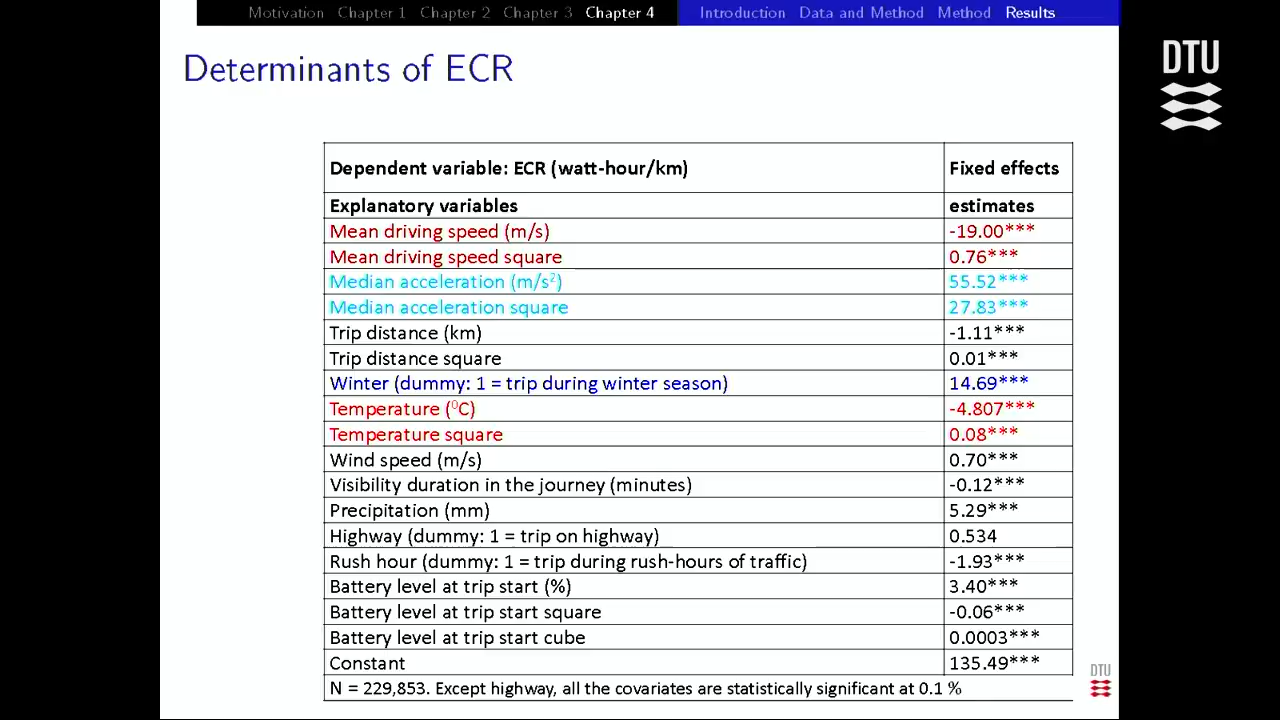 Motivation Chapter 1 Chapter 2 Chapter 3 Chapter 4 Introduction Data and Method Method Results
Determinants of ECR
DTU
Dependent variable: ECR (watt-hour/km) Fixed effects
Explanatory variables estimates
Mean driving speed (m/s) -19.00***
Mean driving speed square 0.76***
Median acceleration (m/s²) 55.52***
Median acceleration square 27.83***
Trip distance (km) -1.11***
Trip distance square 0.01***
Winter (dummy: 1 = trip during winter season) 14.69***
Temperature (⁰C) -4.807***
Temperature square 0.08***
Wind speed (m/s) 0.70***
Visibility duration in the journey (minutes) -0.12***
Precipitation (mm) 5.29***
Highway (dummy: 1 = trip on highway) 0.534
Rush hour (dummy: 1 = trip during rush-hours of traffic) -1.93***
Battery level at trip start (%) 3.40***
Battery level at trip start square -0.06***
Battery level at trip start cube 0.0003***
Constant 135.49***
N = 229,853. Except highway, all the covariates are statistically significant at 0.1 %
DTU